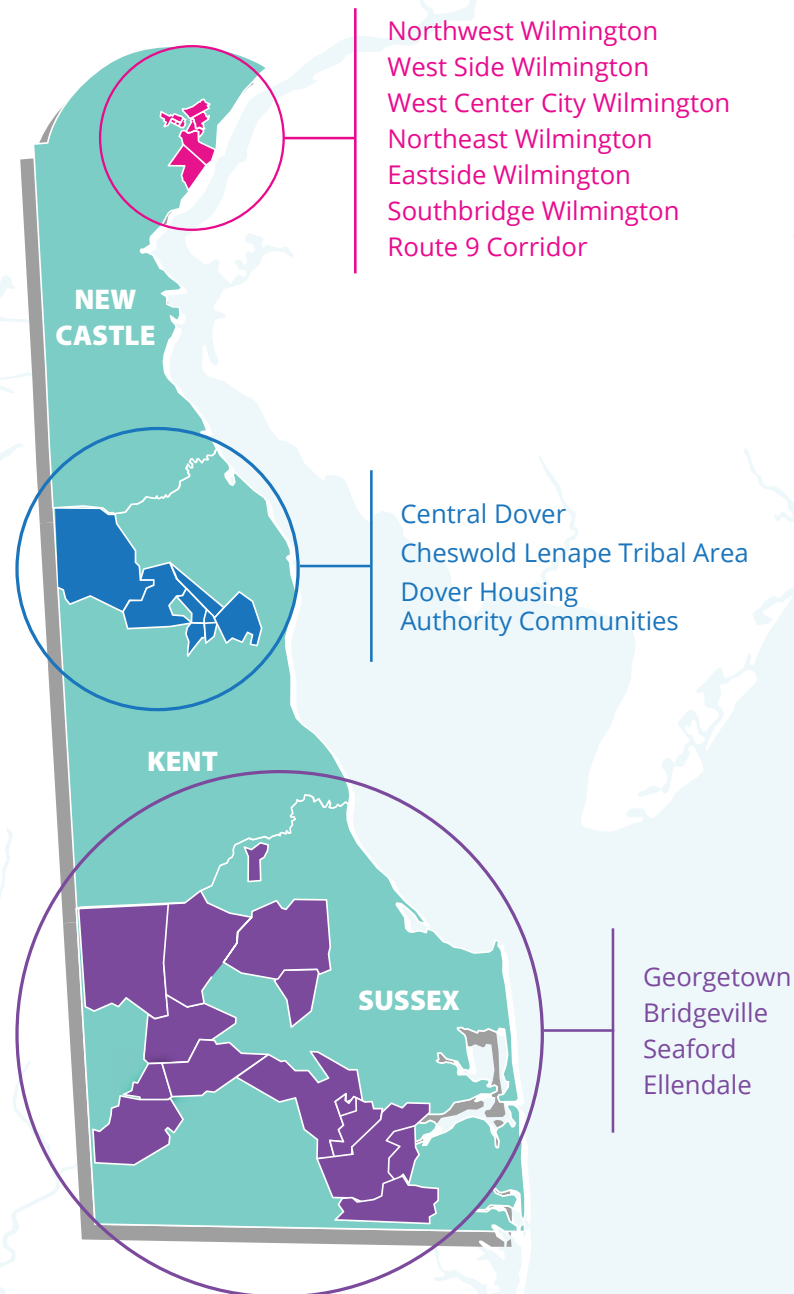 Northwest Wilmington
West Side Wilmington
West Center City Wilmington
Northeast Wilmington
Eastside Wilmington
Southbridge Wilmington
Route 9 Corridor
NEW
CASTLE
Central Dover
Cheswold Lenape Tribal Area
Dover Housing
Authority Communities
KENT
SUSSEX
Georgetown
Bridgeville
Seaford
Ellendale